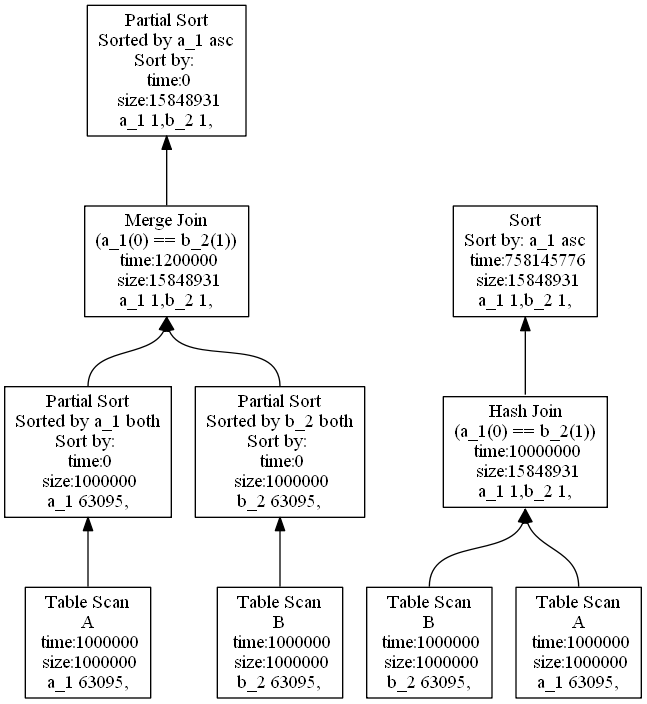 Partial Sort
Sorted by a_1 asc
Sort by:
time:0
size:15848931
a_1 1,b_2 1,
Merge Join
(a_1(0) == b_2(1))
time:1200000
size:15848931
a_1 1,b_2 1,
Sort
Sort by: a_1 asc
time:758145776
size:15848931
a_1 1,b_2 1,
Partial Sort
Sorted by a_1 both
Sort by:
time:0
size:1000000
a_1 63095,
Partial Sort
Sorted by b_2 both
Sort by:
time:0
size:1000000
b_2 63095,
Hash Join
(a_1(0) == b_2(1))
time:10000000
size:15848931
a_1 1,b_2 1,
Table Scan
A
time:1000000
size:1000000
a_1 63095,
Table Scan
B
time:1000000
size:1000000
b_2 63095,
Table Scan
B
time:1000000
size:1000000
b_2 63095,
Table Scan
A
time:1000000
size:1000000
a_1 63095,